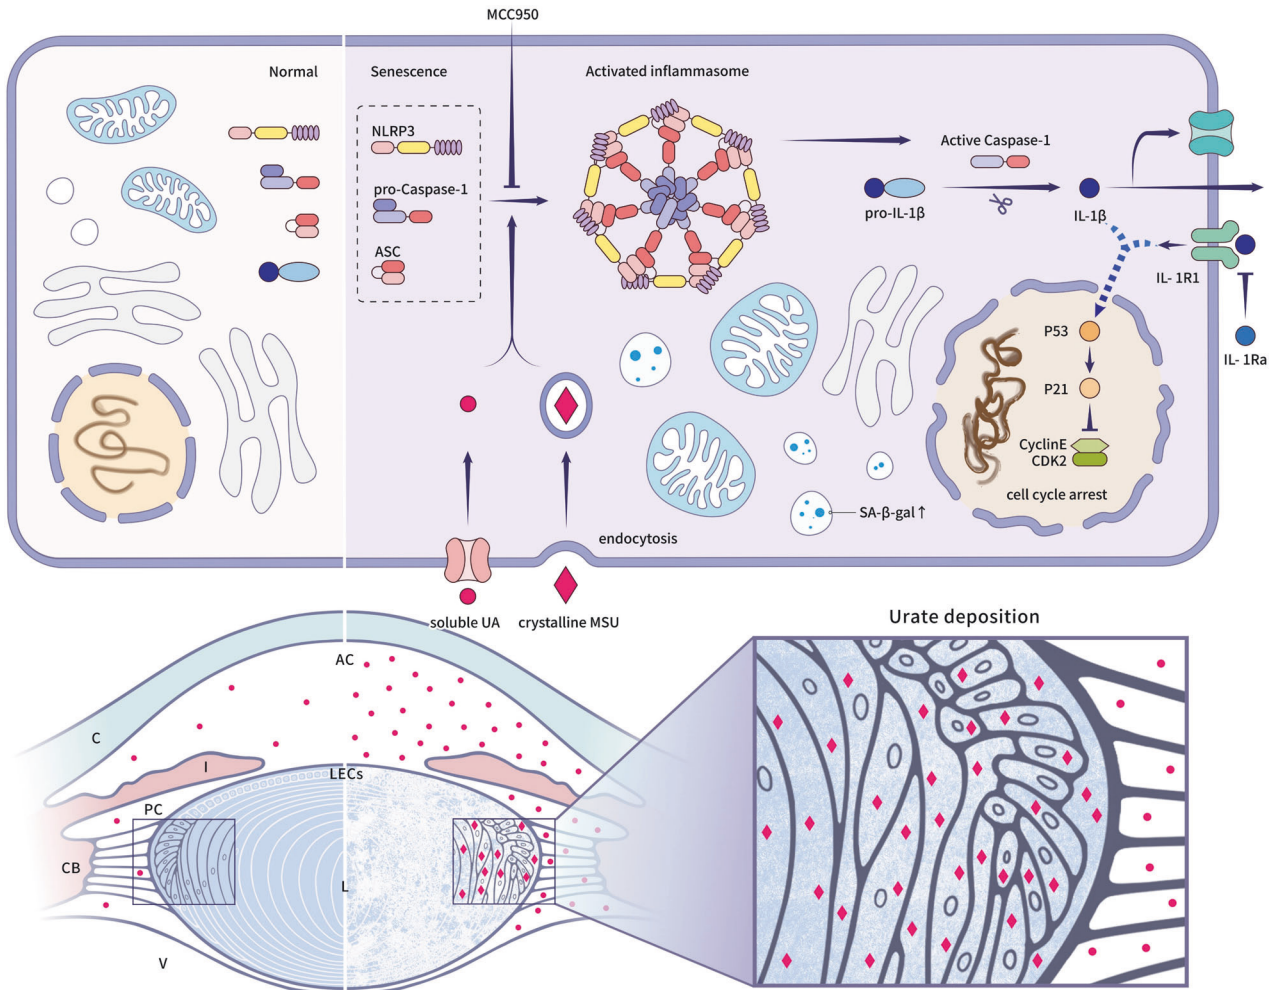 MCC950
Normal
Senescence
Activated inflammasome
NLRP3
pro-Caspase-1
ASC
Active Caspase-1
pro-IL-1β
IL-1β
IL- 1R1
IL- 1Ra
P53
P21
CyclinE
CDK2
cell cycle arrest
SA-β-gal↑
endocytosis
soluble UA
crystalline MSU
Urate deposition
AC
C
I
LECs
PC
CB
L
V